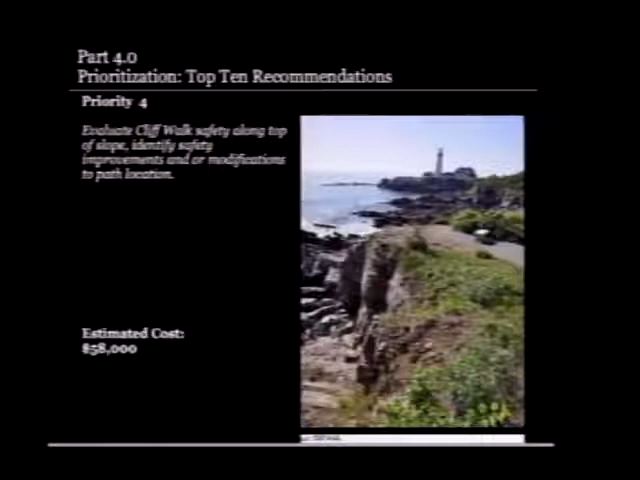 Part 4.0
Prioritization: Top Ten Recommendations
Priority 4
Evaluate Cliff Walk safety along top
of slope, identify safety
improvements and or modifications
to path location.
Estimated Cost:
$58,000